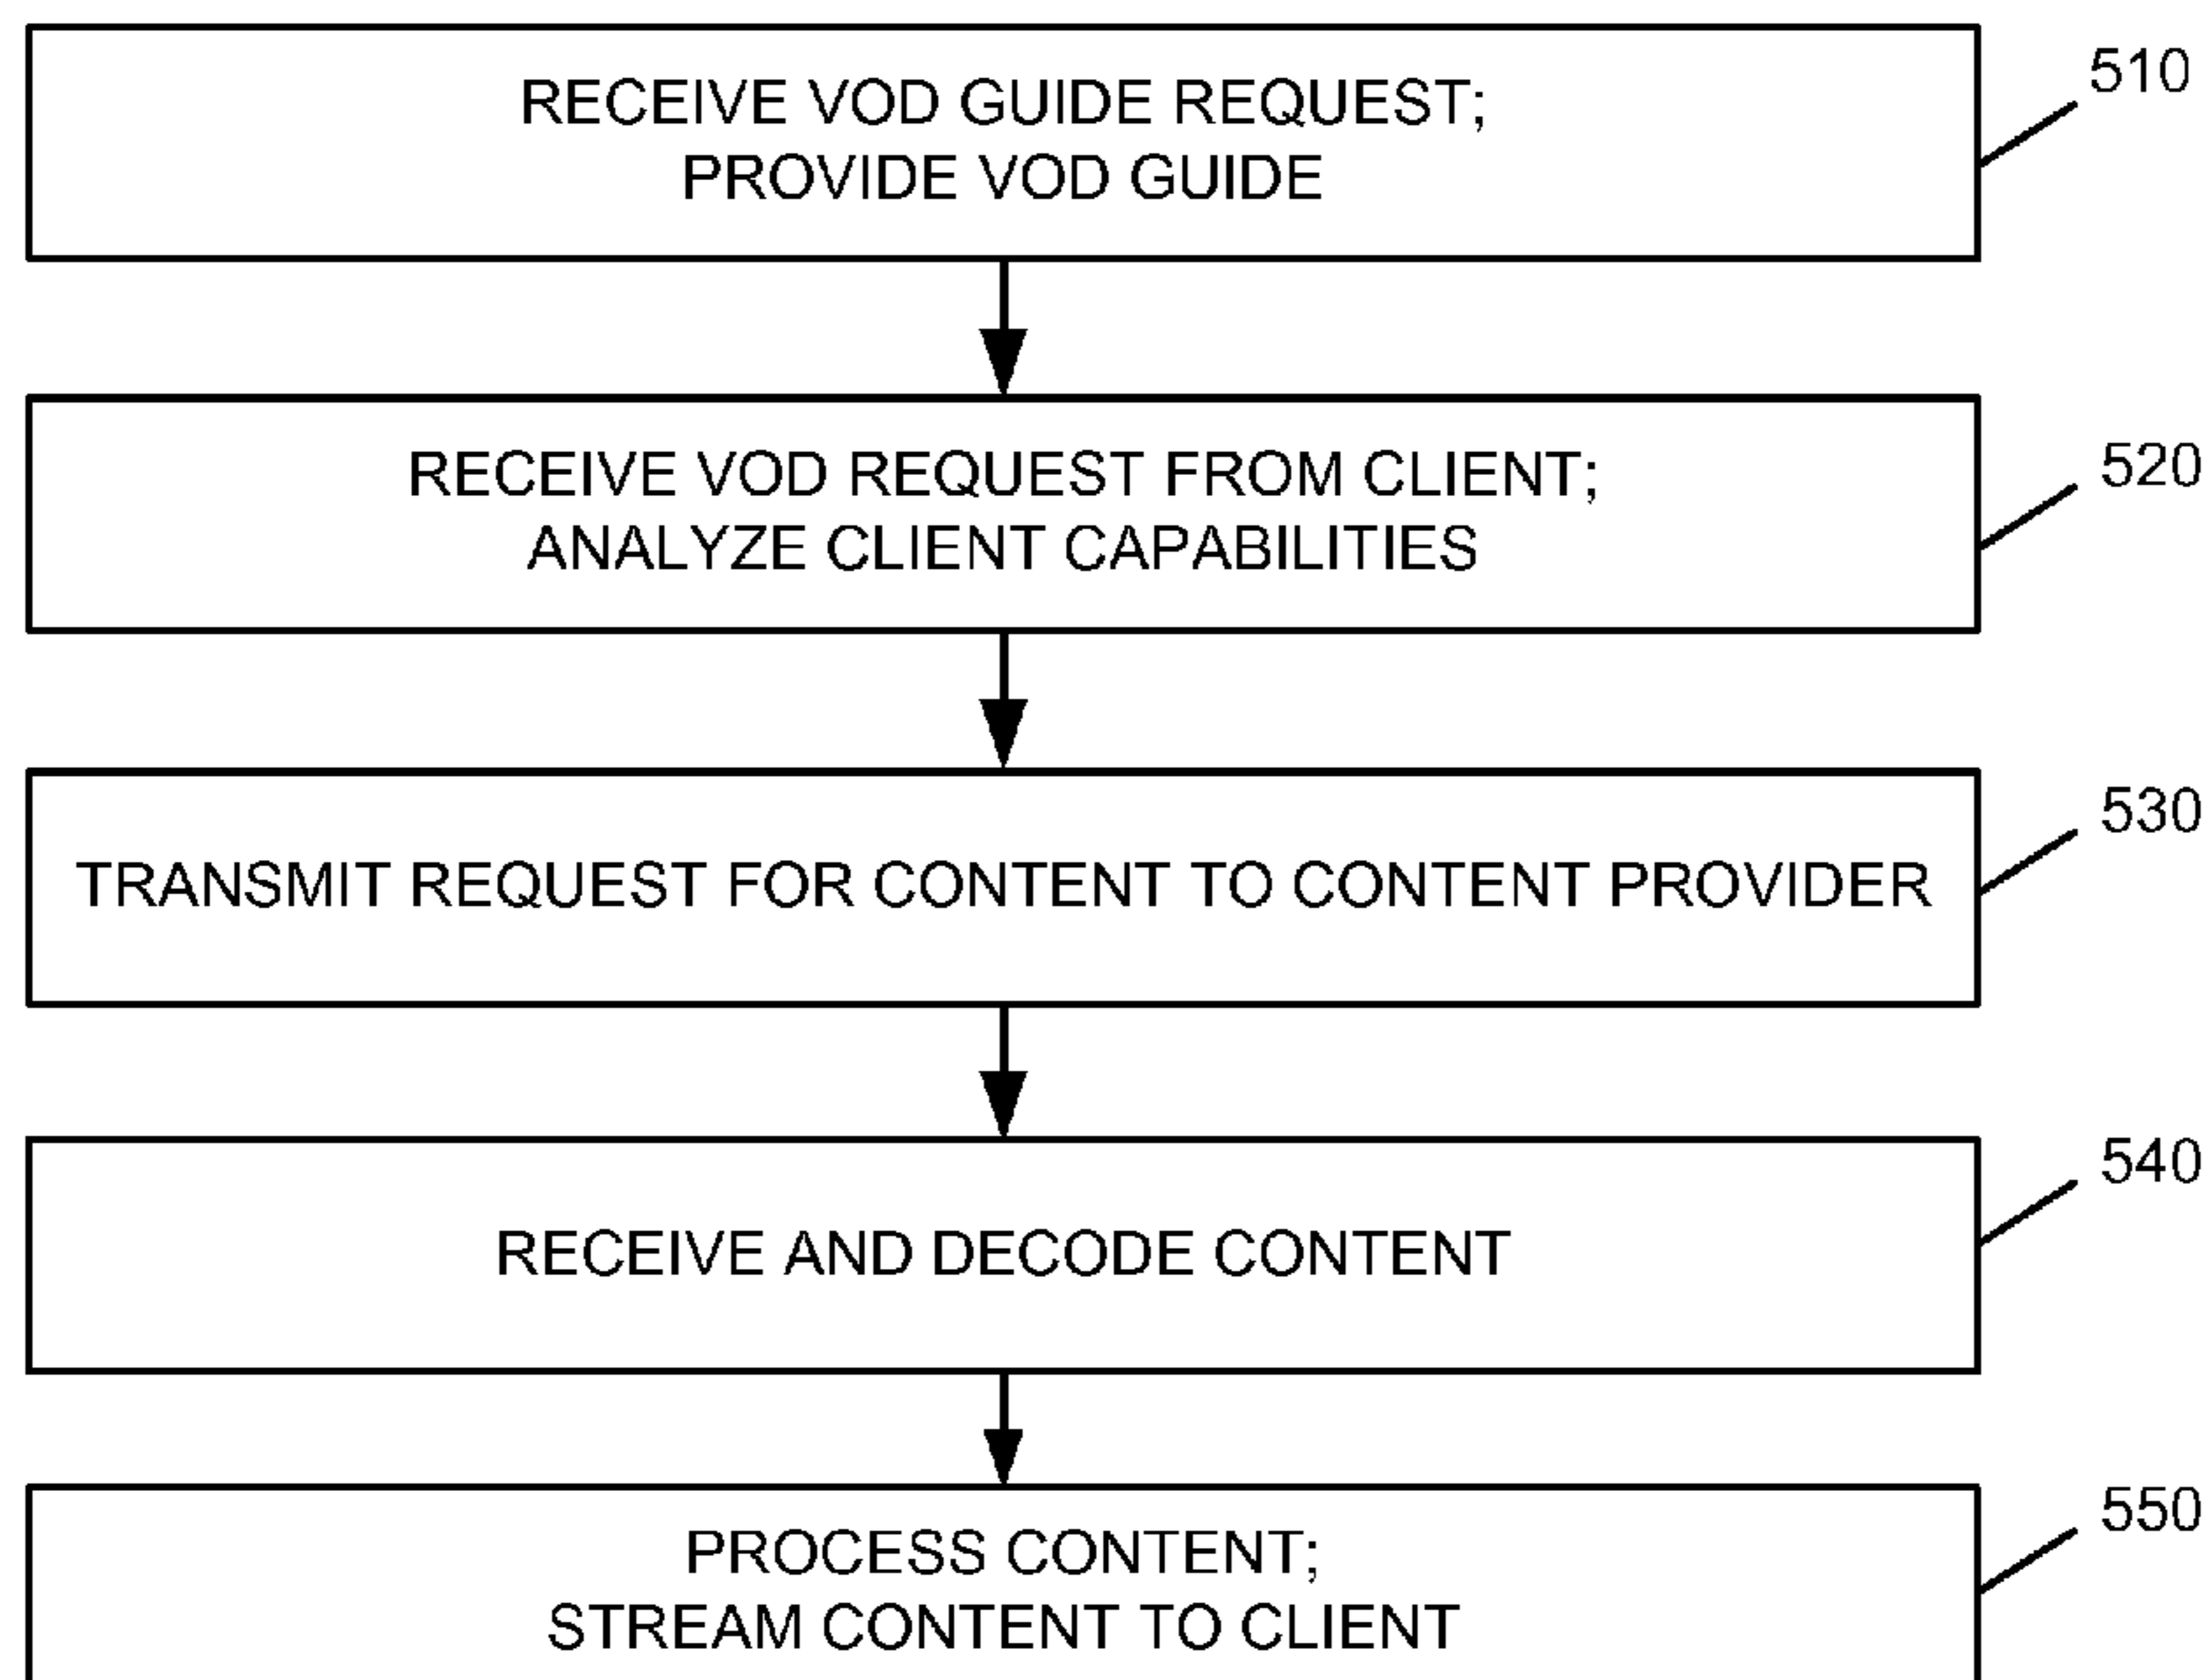 RECEIVE VOD GUIDE REQUEST;
PROVIDE VOD GUIDE
510
RECEIVE VOD REQUEST FROM CLIENT;
ANALYZE CLIENT CAPABILITIES
520
TRANSMIT REQUEST FOR CONTENT TO CONTENT PROVIDER
530
RECEIVE AND DECODE CONTENT
540
PROCESS CONTENT;
STREAM CONTENT TO CLIENT
550